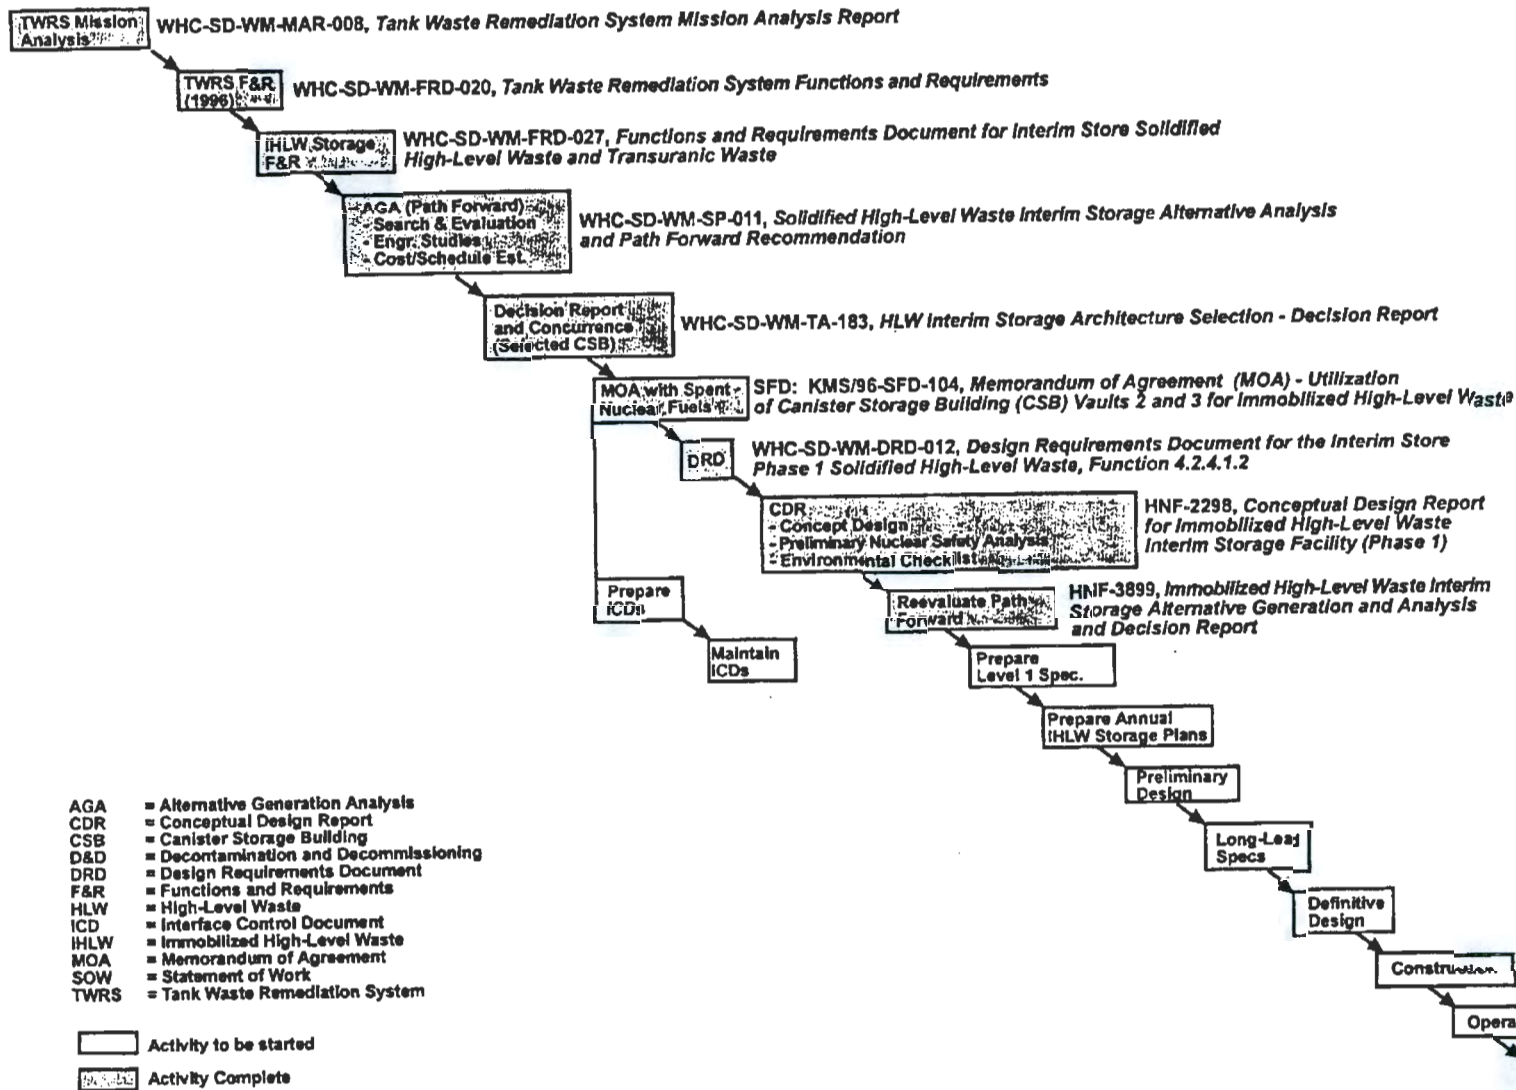 TWRS Mission
Analysis
WHC-SD-WM-MAR-008, Tank Waste Remediation System Mission Analysis Report
TWRS F&R
(1996)
WHC-SD-WM-FRD-020, Tank Waste Remediation System Functions and Requirements
IHLW Storage
F&R
WHC-SD-WM-FRD-027, Functions and Requirements Document for Interim Store Solidified
High-Level Waste and Transuranic Waste
AGA (Path Forward)
- Search & Evaluation
- Engr. Studies
- Cost/Schedule Est.
WHC-SD-WM-SP-011, Solidified High-Level Waste Interim Storage Alternative Analysis
and Path Forward Recommendation
Decision Report
and Concurrence
(Selected CSB)
WHC-SD-WM-TA-183, HLW Interim Storage Architecture Selection - Decision Report
MOA with Spent
Nuclear Fuels
SFD: KMS/96-SFD-104, Memorandum of Agreement (MOA) - Utilization
of Canister Storage Building (CSB) Vaults 2 and 3 for Immobilized High-Level Waste
DRD
WHC-SD-WM-DRD-012, Design Requirements Document for the Interim Store
Phase 1 Solidified High-Level Waste, Function 4.2.4.1.2
CDR
- Concept Design
- Preliminary Nuclear Safety Analysis
- Environmental Checklist
HNF-2298, Conceptual Design Report
for Immobilized High-Level Waste
Interim Storage Facility (Phase 1)
Prepare
ICDs
Reevaluate Path
Forward
HNF-3899, Immobilized High-Level Waste Interim
Storage Alternative Generation and Analysis
and Decision Report
Maintain
ICDs
Prepare
Level 1 Spec.
Prepare Annual
IHLW Storage Plans
Preliminary
Design
Long-Lead
Specs
Definitive
Design
Construction
Opera
AGA = Alternative Generation Analysis
CDR = Conceptual Design Report
CSB = Canister Storage Building
D&D = Decontamination and Decommissioning
DRD = Design Requirements Document
F&R = Functions and Requirements
HLW = High-Level Waste
ICD = Interface Control Document
IHLW = Immobilized High-Level Waste
MOA = Memorandum of Agreement
SOW = Statement of Work
TWRS = Tank Waste Remediation System
Activity to be started
Activity Complete